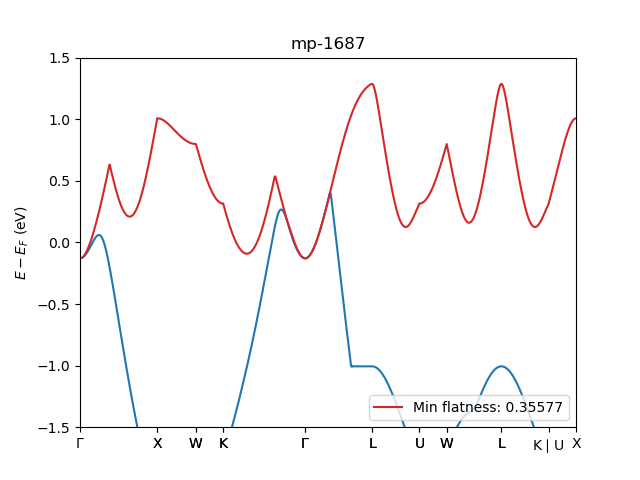 mp-1687
E − E_F (eV)
1.5
1.0
0.5
0.0
−0.5
−1.0
−1.5
Min flatness: 0.35577
Γ X W K Γ L U W L K | U X